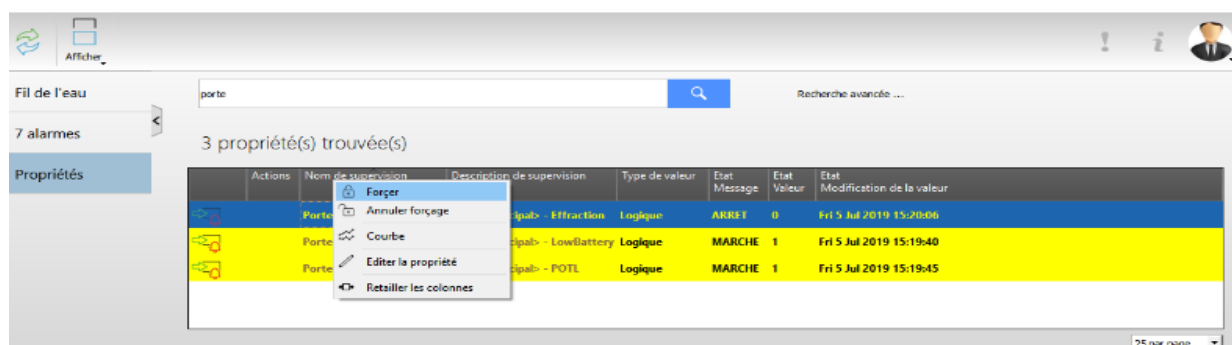 Afficher
Fil de l'eau
7 alarmes
Propriétés
porte
Recherche avancée ...
3 propriété(s) trouvée(s)
Actions Nom de supervision Description de supervision Type de valeur Etat Message Etat Valeur Etat Modification de la valeur
Porte cipal> - Effraction Logique ARRET 0 Fri 5 Jul 2019 15:20:06
Porte cipal> - LowBattery Logique MARCHE 1 Fri 5 Jul 2019 15:19:40
Porte cipal> - POTL Logique MARCHE 1 Fri 5 Jul 2019 15:19:45
Forçer
Annuler forçage
Courbe
Editer la propriété
Retailler les colonnes
25 par page